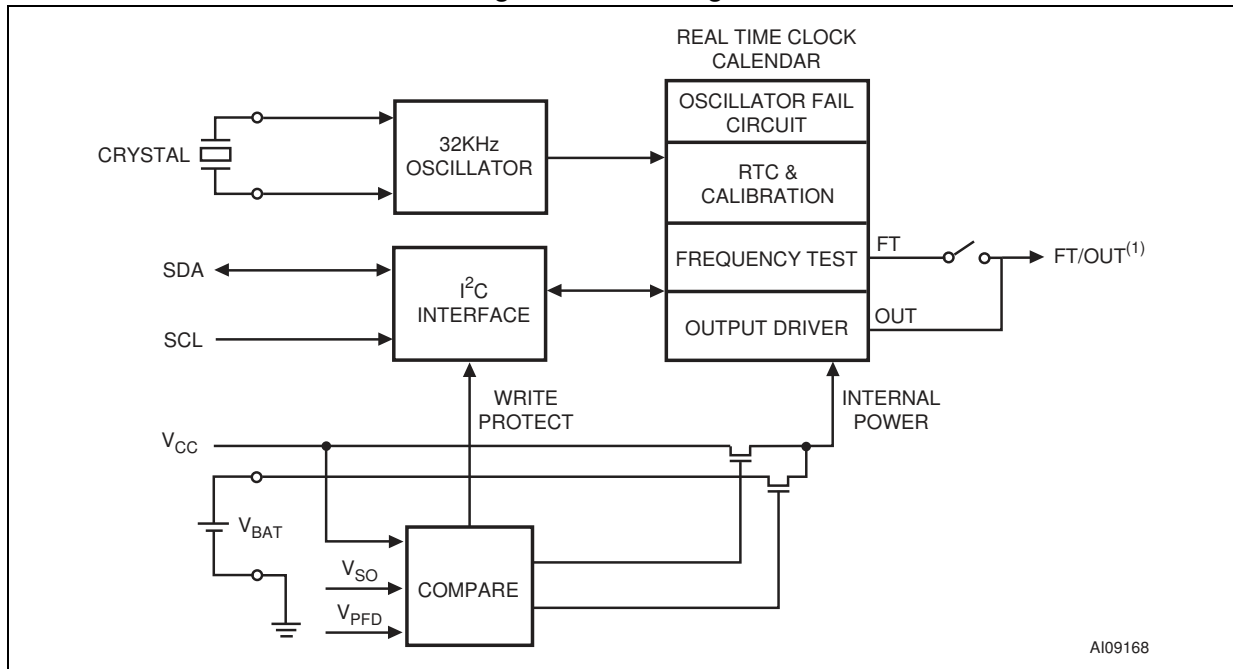 REAL TIME CLOCK
CALENDAR
OSCILLATOR FAIL
CIRCUIT
CRYSTAL
32KHz
OSCILLATOR
RTC &
CALIBRATION
FREQUENCY TEST
FT
FT/OUT(1)
SDA
I2C
INTERFACE
SCL
OUTPUT DRIVER
OUT
WRITE
PROTECT
INTERNAL
POWER
VCC
VBAT
VSO
VPFD
COMPARE
AI09168